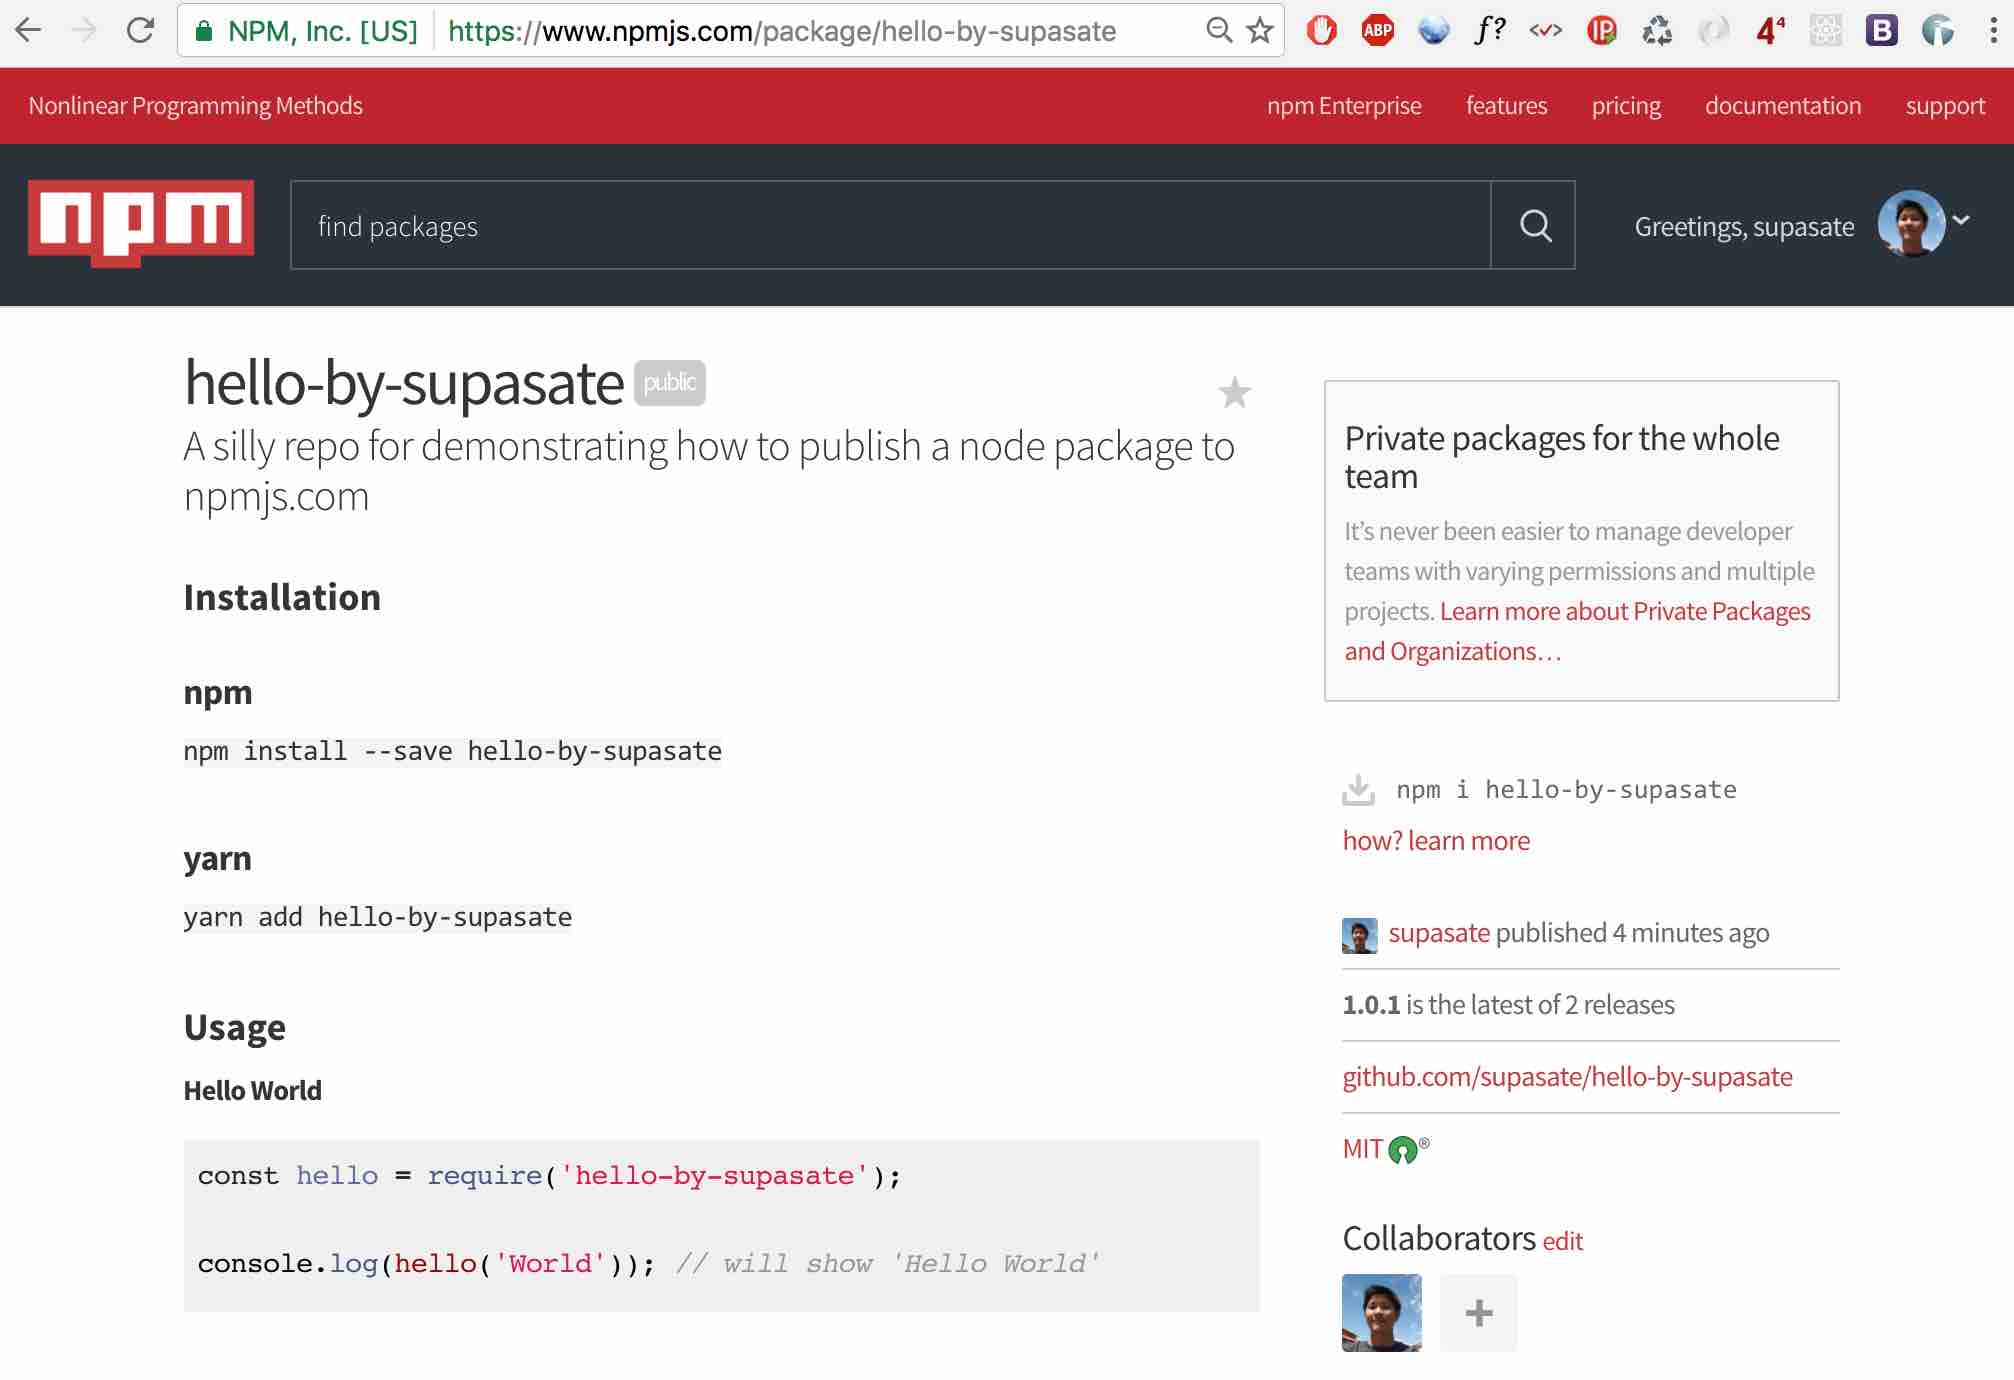 NPM, Inc. [US] https://www.npmjs.com/package/hello-by-supasate
ABP
f?
IP
4⁴
B
Nonlinear Programming Methods
npm Enterprise
features
pricing
documentation
support
npm
find packages
Greetings, supasate
hello-by-supasate public
A silly repo for demonstrating how to publish a node package to
npmjs.com
Installation
npm
npm install --save hello-by-supasate
yarn
yarn add hello-by-supasate
Usage
Hello World
const hello = require('hello-by-supasate');
console.log(hello('World')); // will show 'Hello World'
Private packages for the whole
team
It’s never been easier to manage developer
teams with varying permissions and multiple
projects. Learn more about Private Packages
and Organizations…
npm i hello-by-supasate
how? learn more
supasate published 4 minutes ago
1.0.1 is the latest of 2 releases
github.com/supasate/hello-by-supasate
MIT ®
Collaborators edit
+